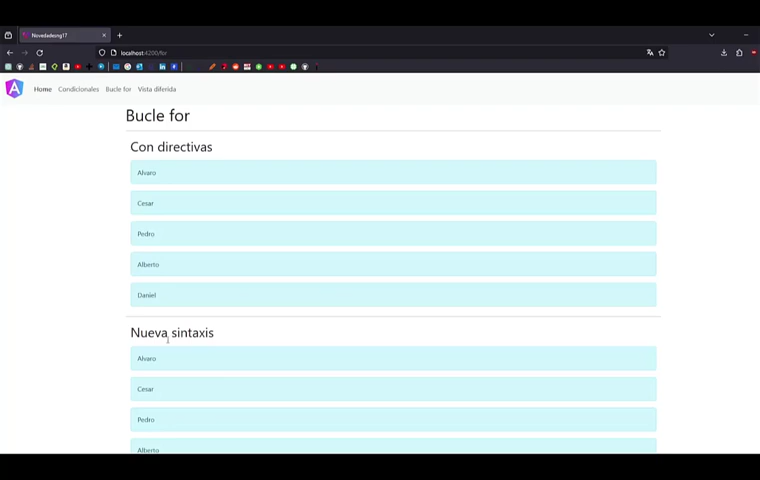 Novedadesng17
localhost:4200/for
Home Condicionales Bucle for Vista diferida
Bucle for
Con directivas
Alvaro
Cesar
Pedro
Alberto
Daniel
Nueva sintaxis
Alvaro
Cesar
Pedro
Alberto